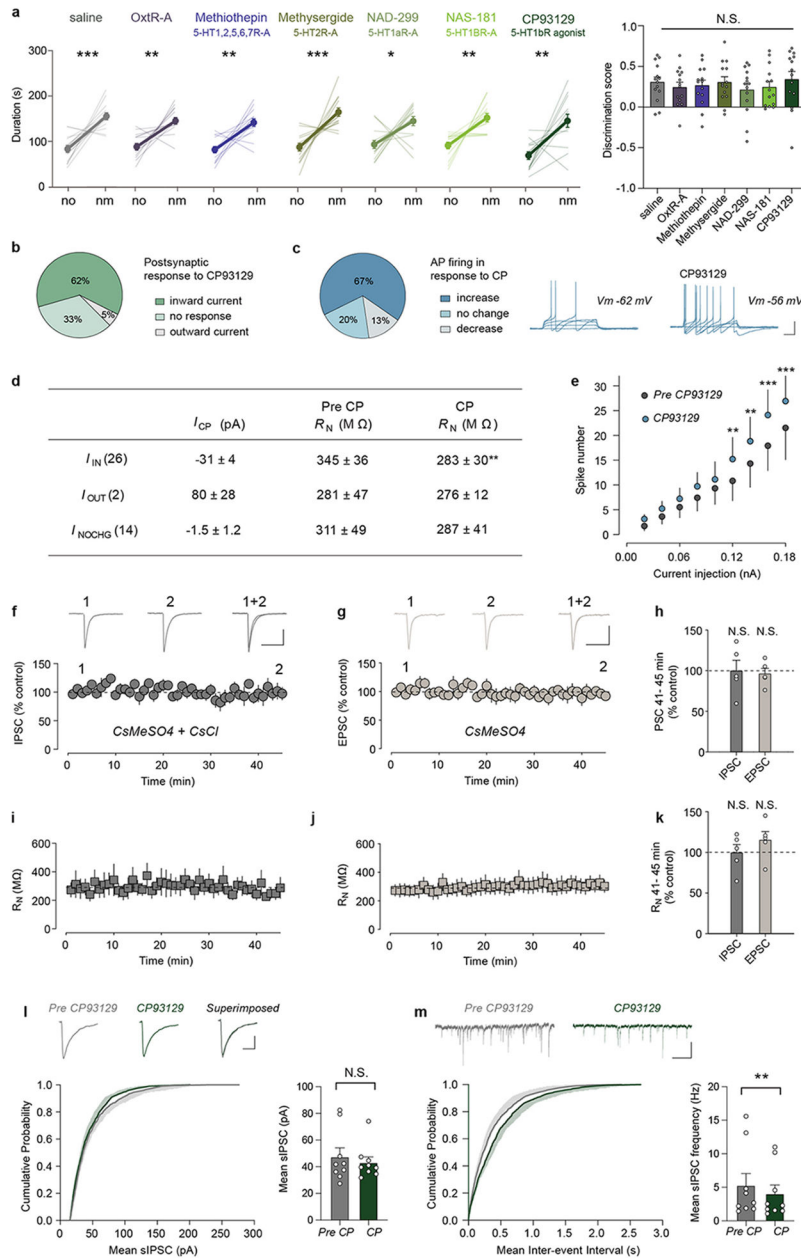 a
saline OxtR-A Methiothepin Methysergide NAD-299 NAS-181 CP93129
5-HT1,2,5,6,7R-A 5-HT2R-A 5-HT1aR-A 5-HT1BR-A 5-HT1bR agonist
*** ** ** *** * ** **
Duration (s)
300
200
100
0
no nm no nm no nm no nm no nm no nm no nm
N.S.
Discrimination score
1.0
0.5
0.0
-0.5
-1.0
saline
OxtR-A
Methiothepin
Methysergide
NAD-299
NAS-181
CP93129
b
62%
33%
5%
Postsynaptic
response to CP93129
inward current
no response
outward current
c
67%
20%
13%
AP firing in
response to CP
increase
no change
decrease
Vm -62 mV
CP93129
Vm -56 mV
d
Pre CP CP
I CP (pA) R N (M Ω) R N (M Ω)
I IN (26) -31 ± 4 345 ± 36 283 ± 30**
I OUT (2) 80 ± 28 281 ± 47 276 ± 12
I NOCHG (14) -1.5 ± 1.2 311 ± 49 287 ± 41
e
Pre CP93129
CP93129
** ** *** ***
Spike number
30
25
20
15
10
5
0
0.00 0.06 0.12 0.18
Current injection (nA)
f
1 2 1+2
IPSC (% control)
150
100
50
0
1 2
CsMeSO4 + CsCl
0 10 20 30 40
Time (min)
g
1 2 1+2
EPSC (% control)
150
100
50
0
1 2
CsMeSO4
0 10 20 30 40
Time (min)
h
N.S. N.S.
PSC 41- 45 min
(% control)
150
100
50
0
IPSC
EPSC
i
R N (MΩ)
600
400
200
0
0 10 20 30 40
Time (min)
j
R N (MΩ)
600
400
200
0
0 10 20 30 40
Time (min)
k
N.S. N.S.
R N 41- 45 min
(% control)
150
100
50
0
IPSC
EPSC
l
Pre CP93129 CP93129 Superimposed
Cumulative Probability
1.0
0.8
0.6
0.4
0.2
0.0
0 50 100 150 200 250 300
Mean sIPSC (pA)
N.S.
Mean sIPSC (pA)
100
80
60
40
20
0
Pre CP CP
m
Pre CP93129 CP93129
Cumulative Probability
1.0
0.8
0.6
0.4
0.2
0.0
0.0 0.5 1.0 1.5 2.0 2.5 3.0
Mean Inter-event Interval (s)
**
Mean sIPSC frequency (Hz)
20
15
10
5
0
Pre CP CP